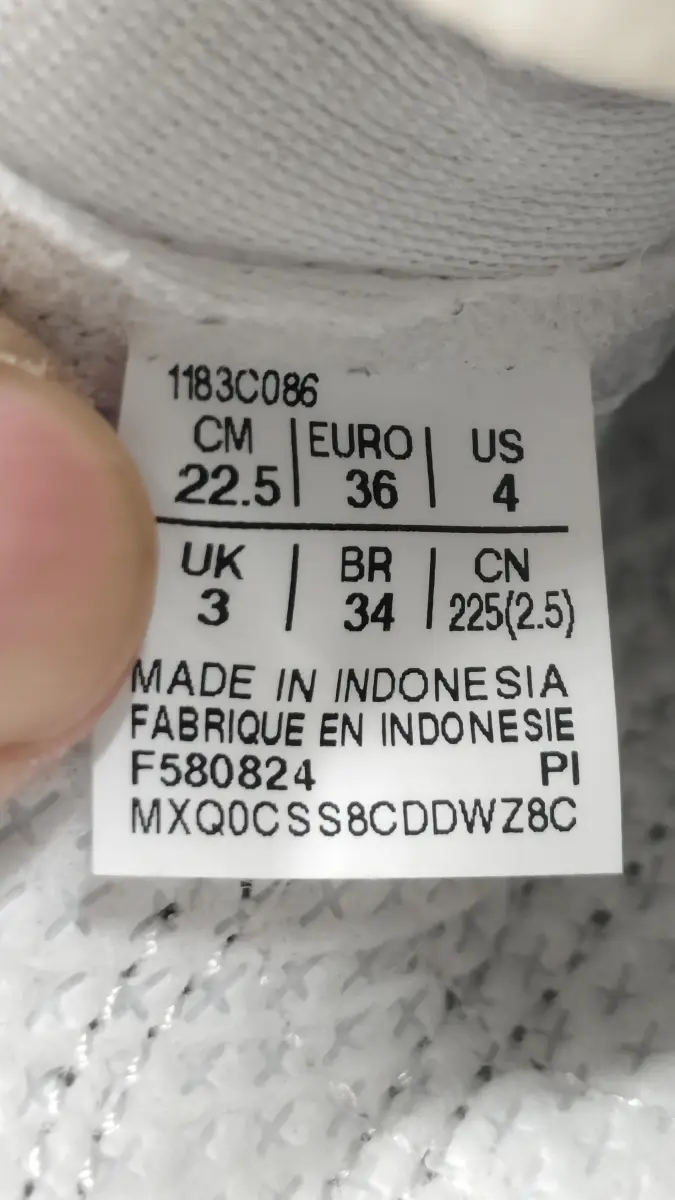 1183C086
CM | EURO | US
22.5 | 36 | 4
UK | BR | CN
3 | 34 | 225(2.5)
MADE IN INDONESIA
FABRIQUE EN INDONESIE
F580824 PI
MXQ0CSS8CDDWZ8C